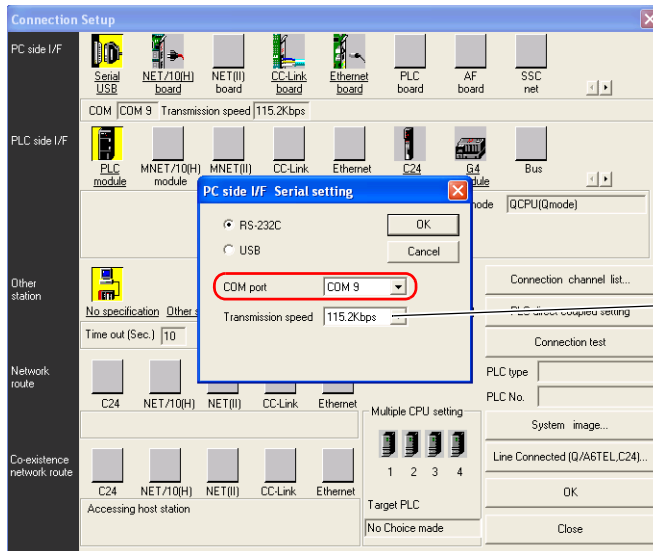 Connection Setup
PC side I/F
Serial USB
NET/10(H) board
NET(II) board
CC-Link board
Ethernet board
PLC board
AF board
SSC net
COM COM 9 Transmission speed 115.2Kbps
PLC side I/F
PLC module
MNET/10(H) module
MNET(II)
CC-Link
Ethernet
C24
G4
Bus
QCPU(Qmode)
PC side I/F Serial setting
RS-232C
OK
USB
Cancel
COM port COM 9
Transmission speed 115.2Kbps
Other station
No specification Other
Time out (Sec.) 10
Connection channel list...
PLC direct coupled setting
Connection test
PLC type
PLC No.
System image...
Line Connected (Q/A6TEL,C24)...
OK
Close
Network route
C24 NET/10(H) NET(II) CC-Link Ethernet
Multiple CPU setting
1 2 3 4
Target PLC
No Choice made
Co-existence network route
C24 NET/10(H) NET(II) CC-Link Ethernet
Accessing host station